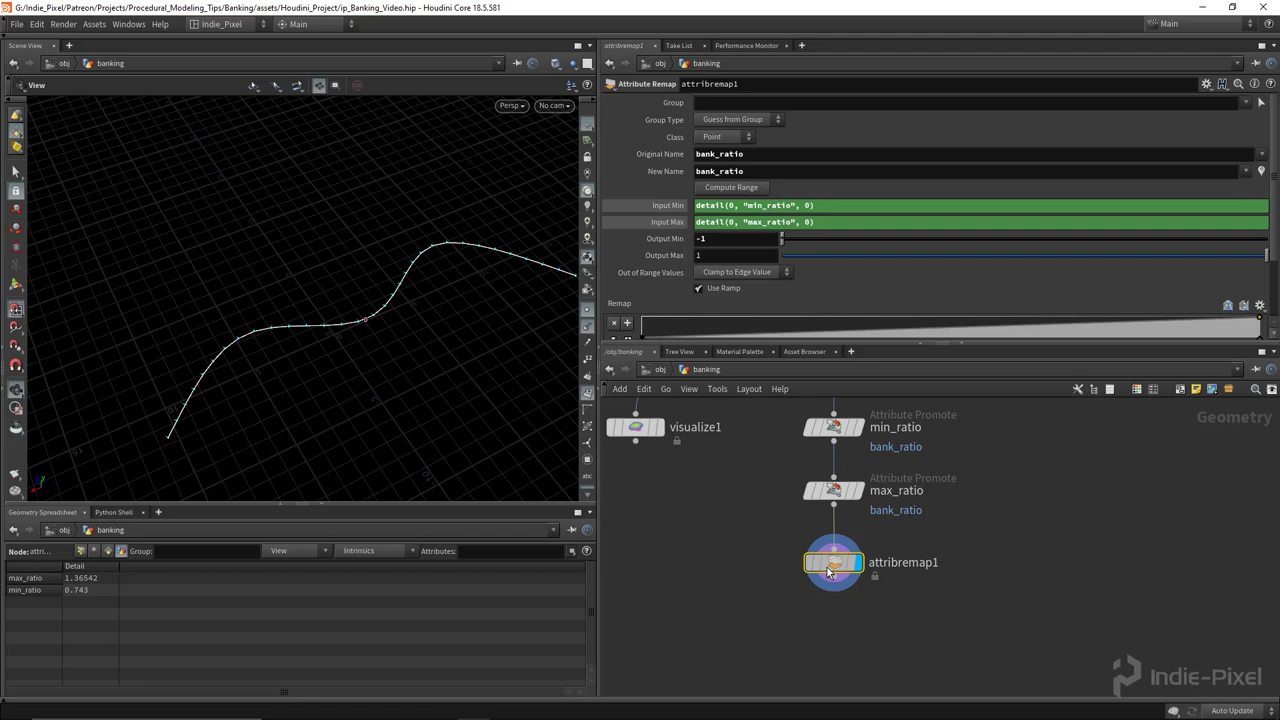 G:/Indie_Pixel/Patreon/Projects/Procedural_Modeling_Tips/Banking/assets/Houdini_Project/ip_Banking_Video.hip - Houdini Core 18.5.581
File Edit Render Assets Windows Help Indie_Pixel Main Main
Scene View
obj banking
View
Persp No cam
attribremap1 Take List Performance Monitor
obj banking
Attribute Remap attribremap1
Group
Group Type Guess from Group
Class Point
Original Name bank_ratio
New Name bank_ratio
Compute Range
Input Min detail(0, "min_ratio", 0)
Input Max detail(0, "max_ratio", 0)
Output Min -1
Output Max 1
Out of Range Values Clamp to Edge Value
Use Ramp
Remap
/obj/banking Tree View Material Palette Asset Browser
obj banking
Add Edit Go View Tools Layout Help
Geometry
visualize1
Attribute Promote
min_ratio
bank_ratio
Attribute Promote
max_ratio
bank_ratio
attribremap1
Geometry Spreadsheet Python Shell
obj banking
Node:attri... Group: View Intrinsics Attributes:
Detail
max_ratio 1.36542
min_ratio 0.743
Indie-Pixel
Auto Update